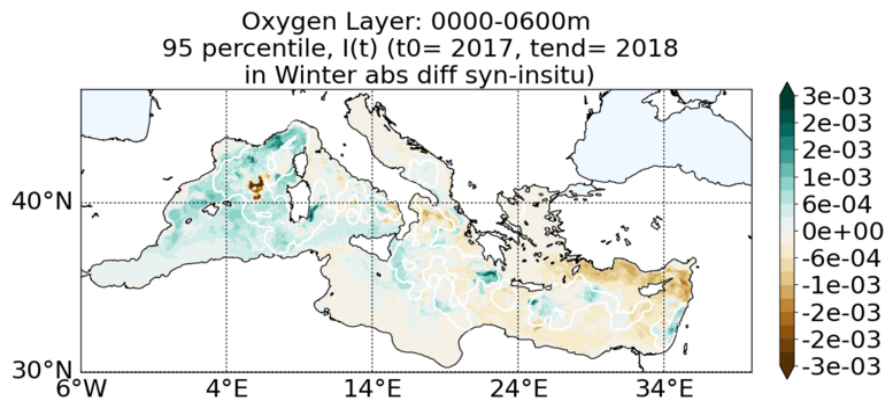 Oxygen Layer: 0000-0600m
95 percentile, I(t) (t0= 2017, tend= 2018
in Winter abs diff syn-insitu)
40°N
30°N
6°W
4°E
14°E
24°E
34°E
3e-03
2e-03
2e-03
1e-03
6e-04
0e+00
-6e-04
-1e-03
-2e-03
-2e-03
-3e-03